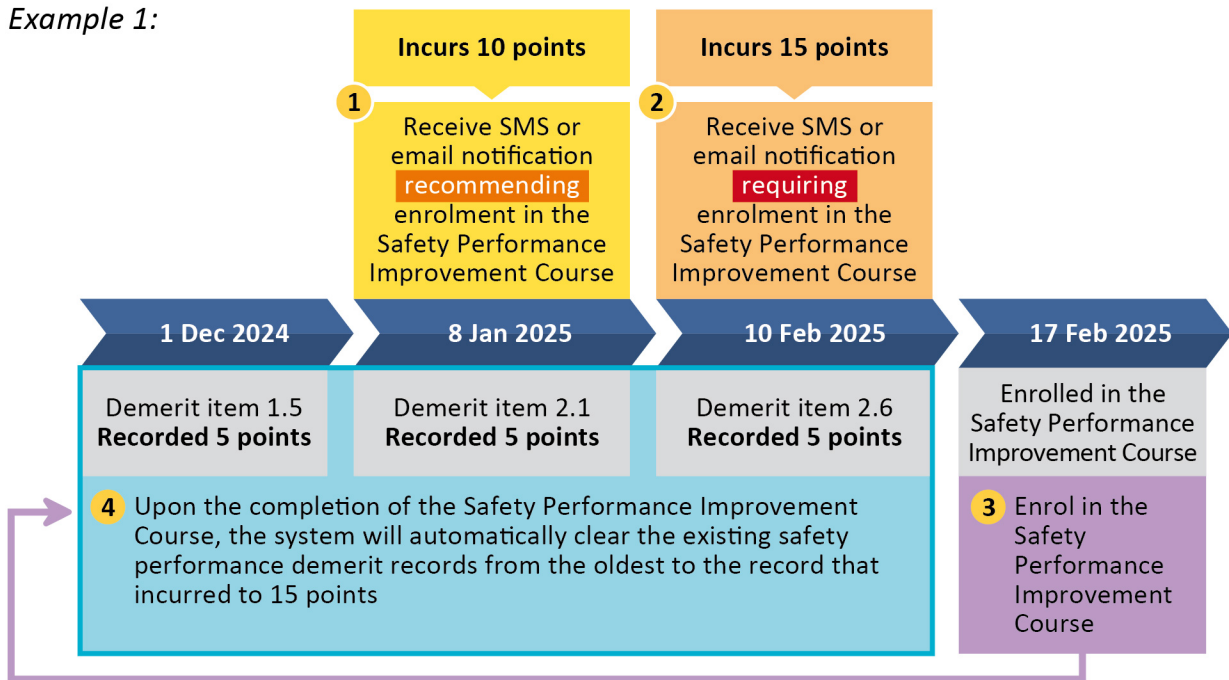 Example 1:
Incurs 10 points
Incurs 15 points
1
Receive SMS or
email notification
recommending
enrolment in the
Safety Performance
Improvement Course
2
Receive SMS or
email notification
requiring
enrolment in the
Safety Performance
Improvement Course
1 Dec 2024
8 Jan 2025
10 Feb 2025
17 Feb 2025
Demerit item 1.5
Recorded 5 points
Demerit item 2.1
Recorded 5 points
Demerit item 2.6
Recorded 5 points
Enrolled in the
Safety Performance
Improvement Course
4 Upon the completion of the Safety Performance Improvement
Course, the system will automatically clear the existing safety
performance demerit records from the oldest to the record that
incurred to 15 points
3 Enrol in the
Safety
Performance
Improvement
Course